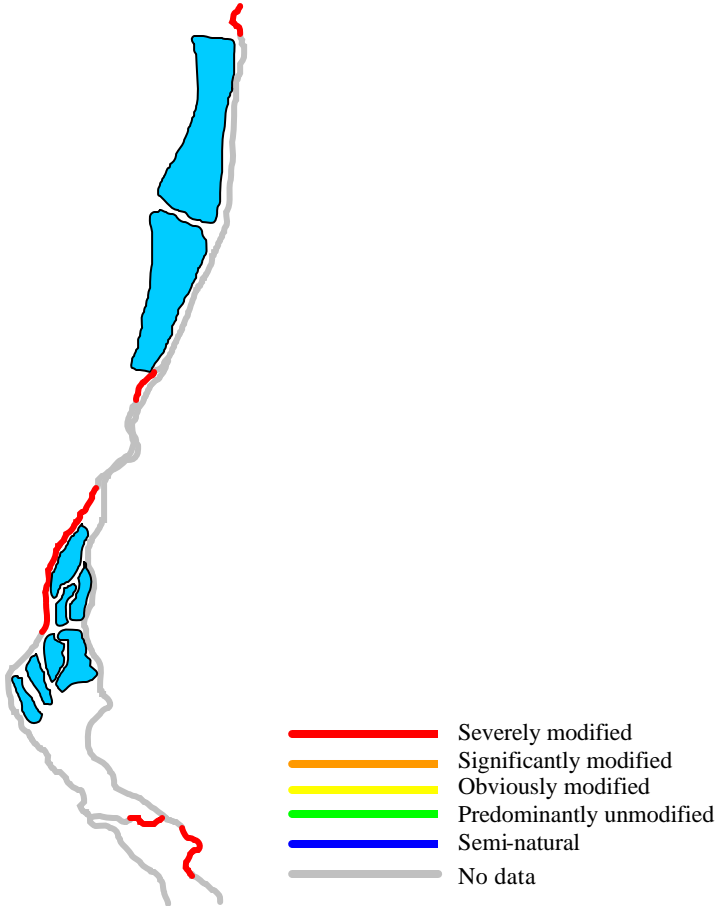 Severely modified
Significantly modified
Obviously modified
Predominantly unmodified
Semi-natural
No data